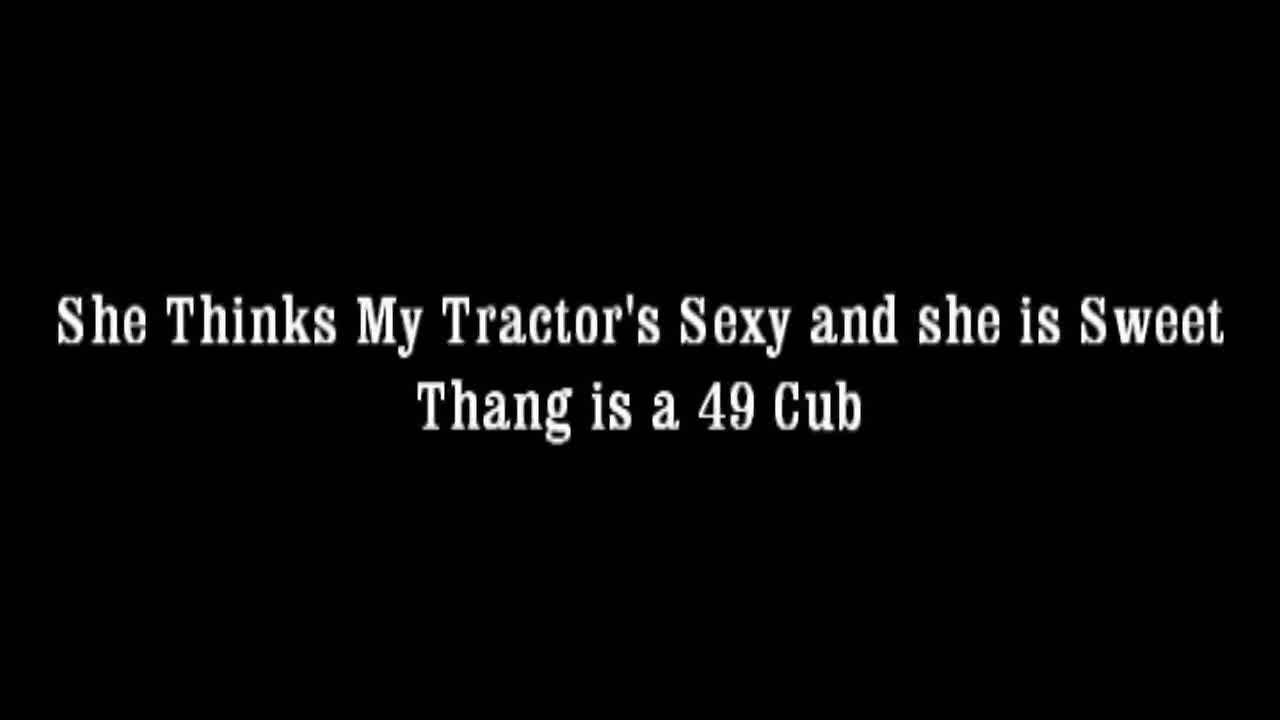 She Thinks My Tractor's Sexy and she is Sweet
Thang is a 49 Cub